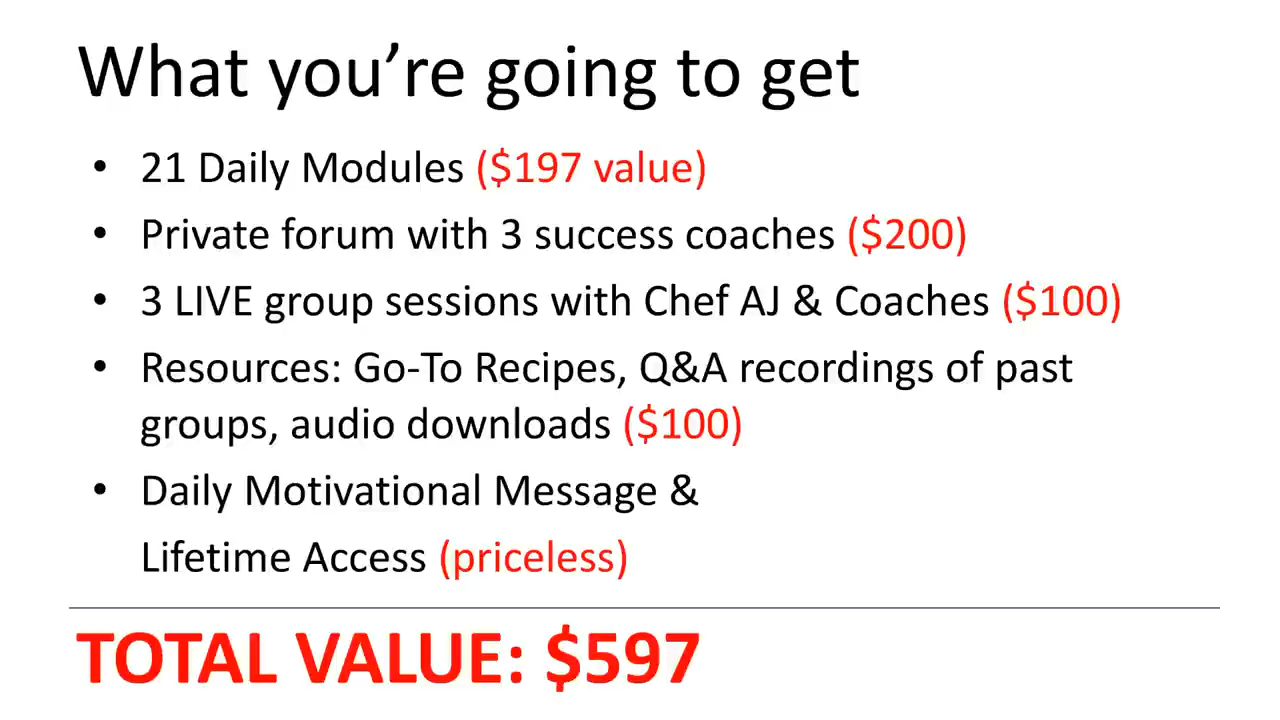 What you’re going to get
• 21 Daily Modules ($197 value)
• Private forum with 3 success coaches ($200)
• 3 LIVE group sessions with Chef AJ & Coaches ($100)
• Resources: Go-To Recipes, Q&A recordings of past
groups, audio downloads ($100)
• Daily Motivational Message &
Lifetime Access (priceless)
TOTAL VALUE: $597